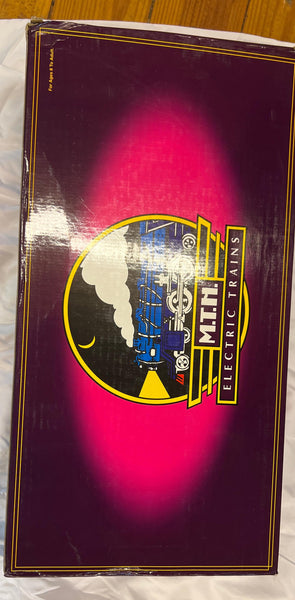 For Ages 8 To Adult
M.T.H.
ELECTRIC TRAINS